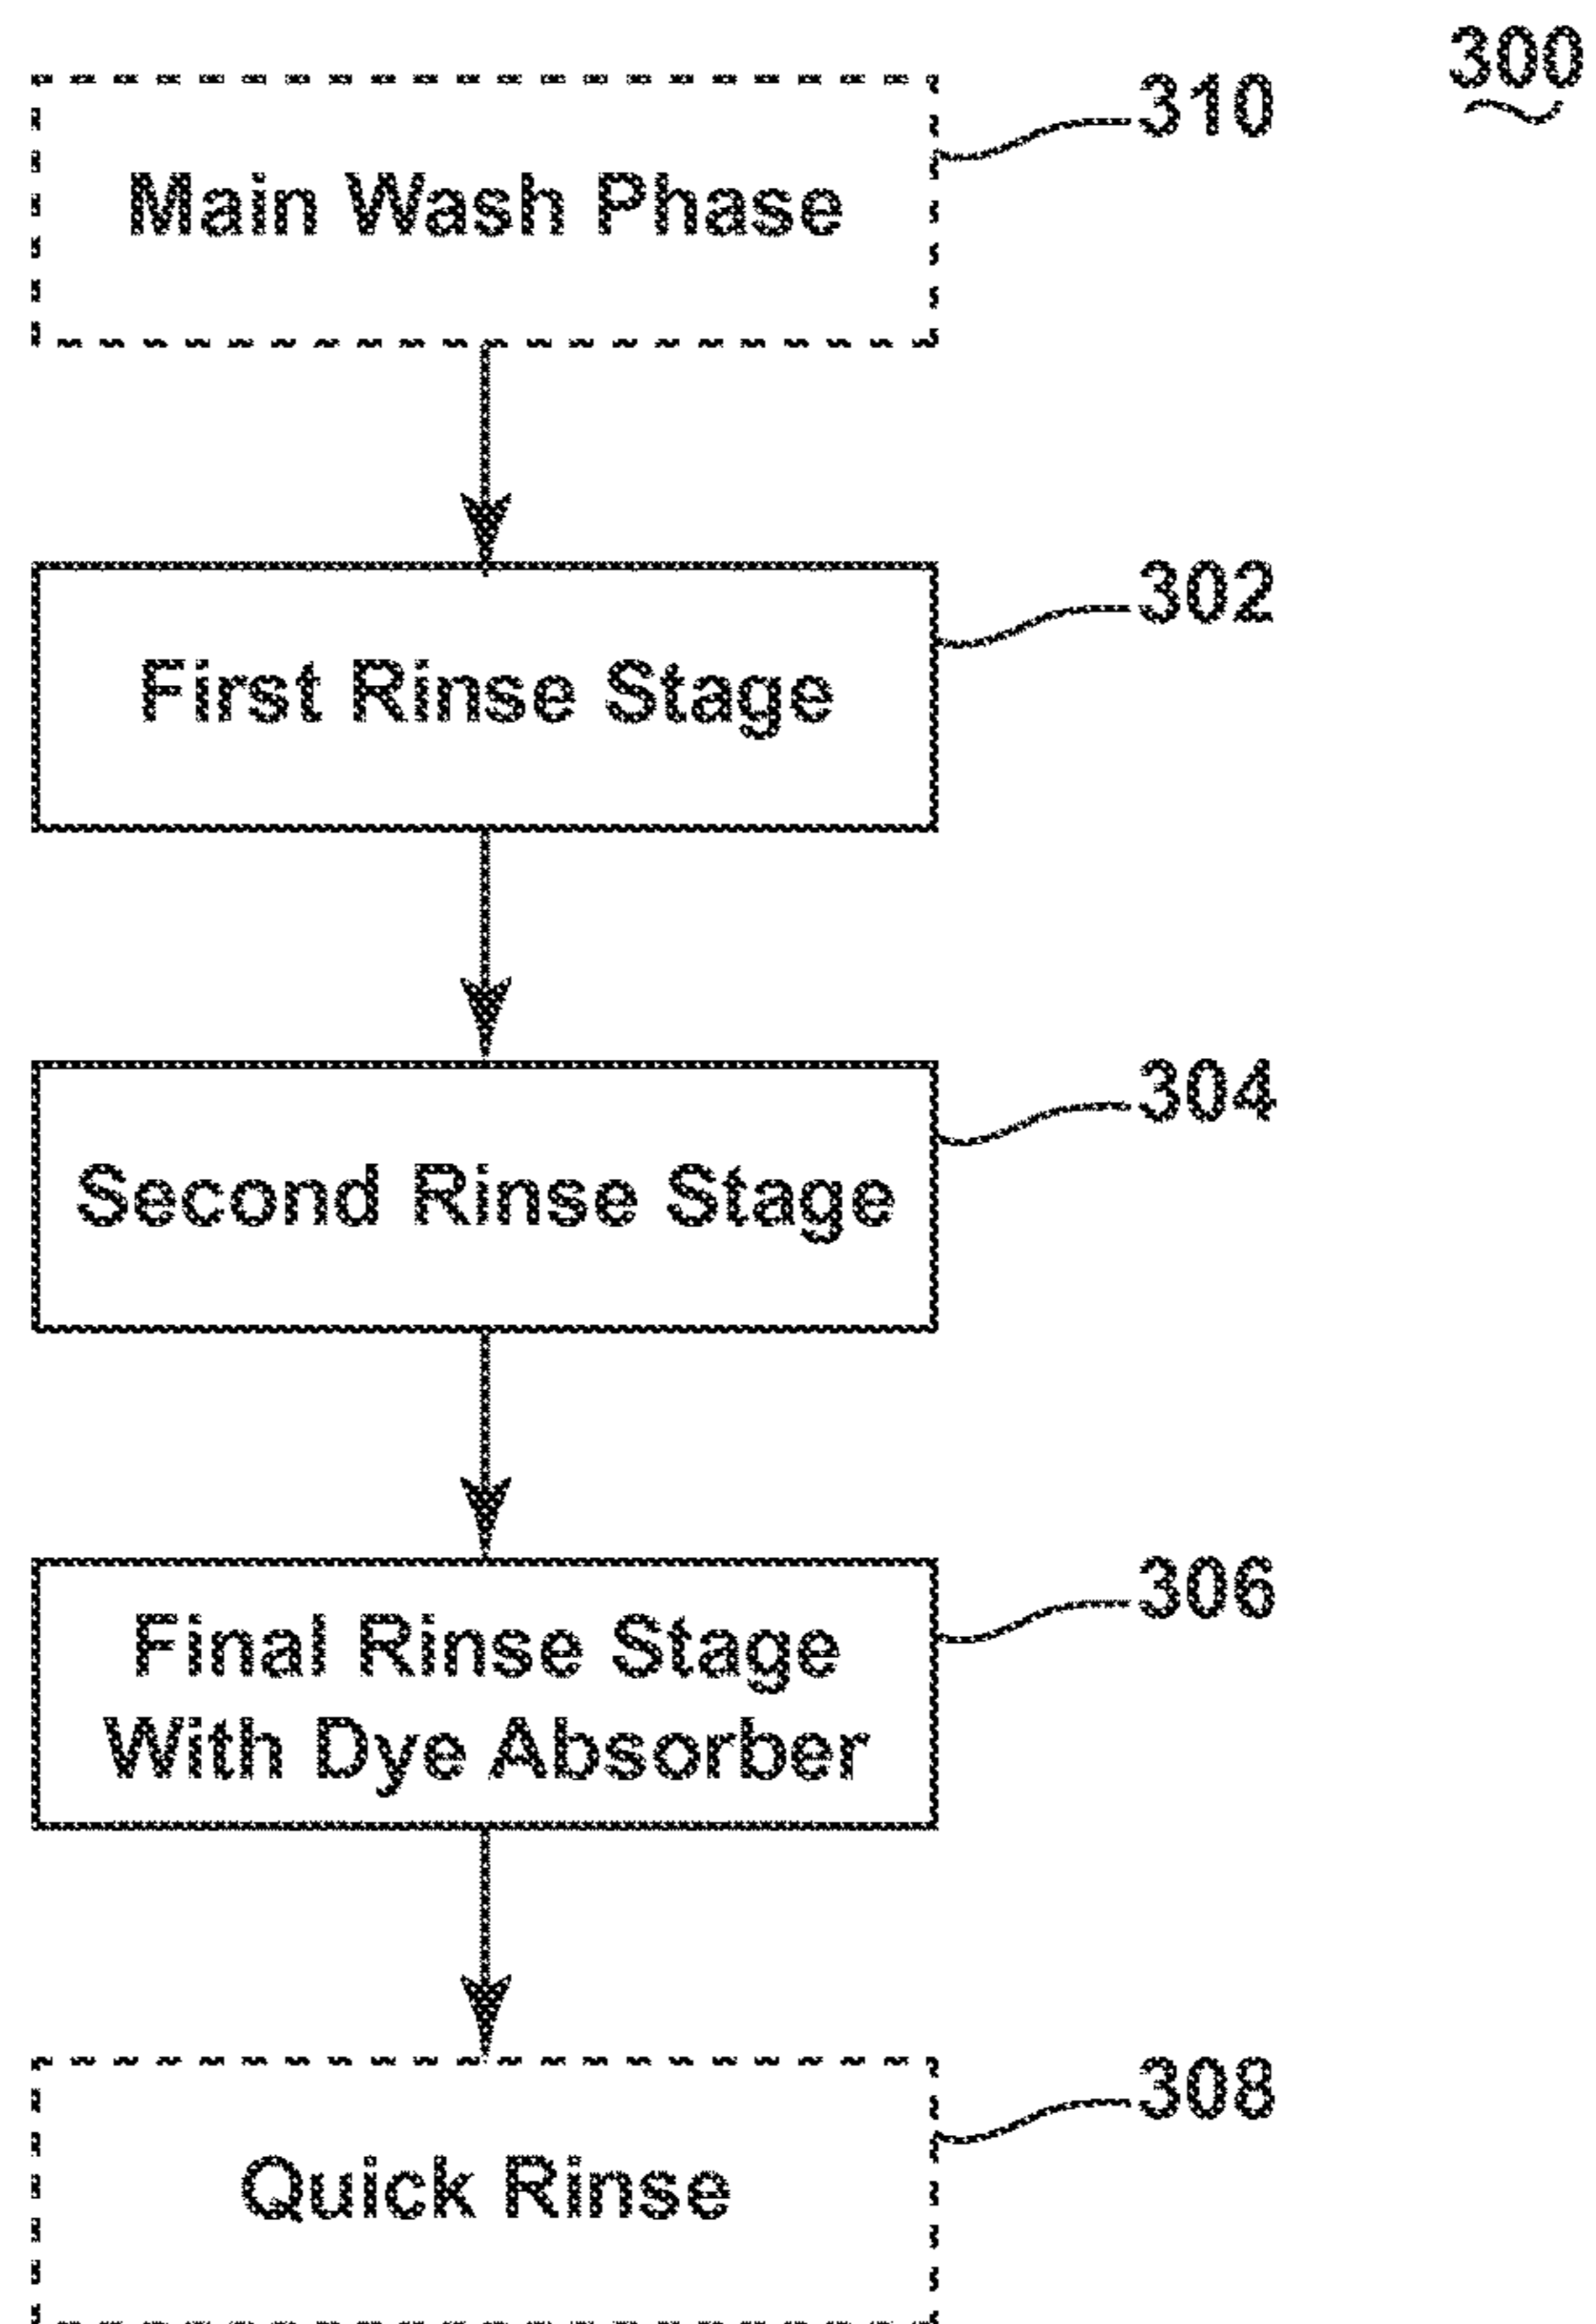 300
310
Main Wash Phase
302
First Rinse Stage
304
Second Rinse Stage
306
Final Rinse Stage
With Dye Absorber
308
Quick Rinse